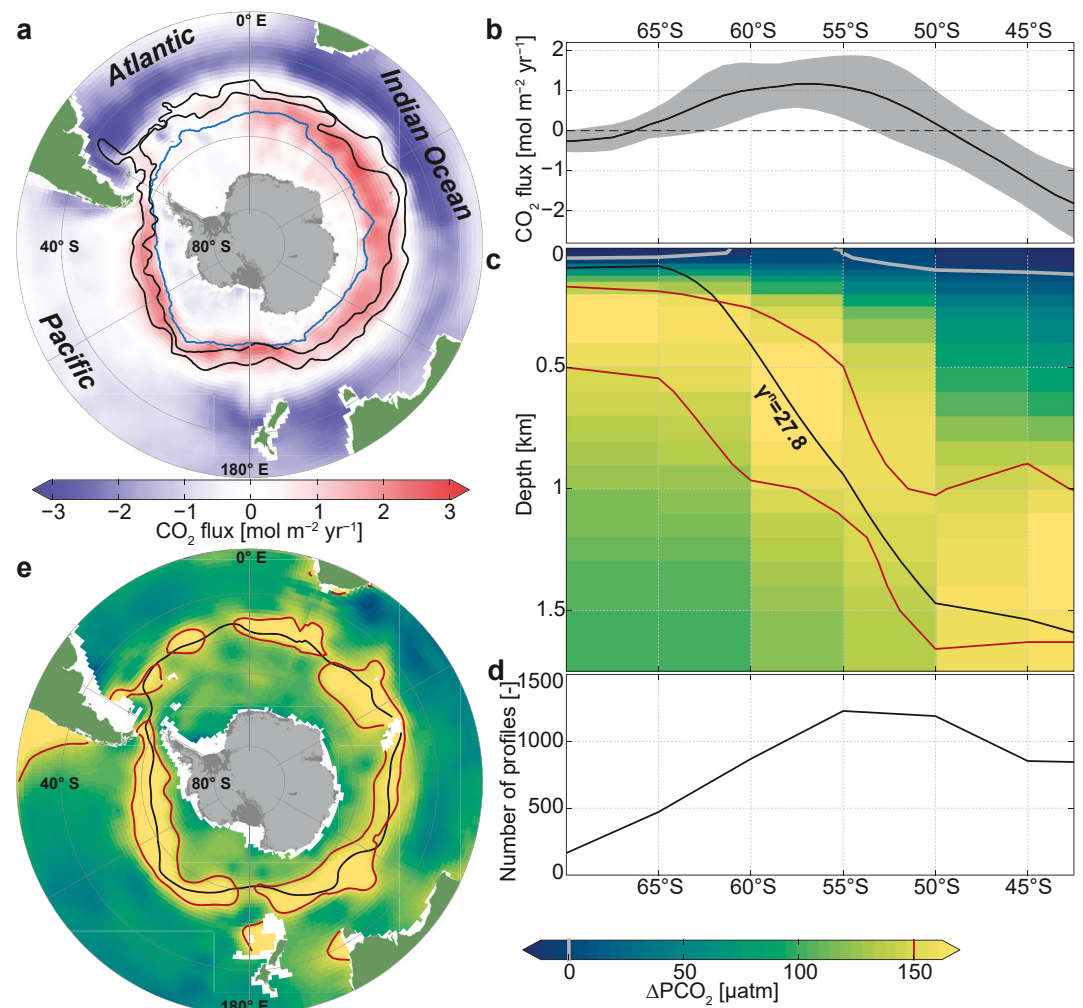 a
0° E
Atlantic
Indian Ocean
40° S
80° S
Pacific
180° E
−3 −2 −1 0 1 2 3
CO₂ flux [mol m⁻² yr⁻¹]
b
65°S 60°S 55°S 50°S 45°S
2
1
0
−1
−2
CO₂ flux [mol m⁻² yr⁻¹]
c
0
0.5
1
1.5
Depth [km]
γⁿ=27.8
d
1500
1000
500
0
Number of profiles [-]
65°S 60°S 55°S 50°S 45°S
0 50 100 150
ΔPCO₂ [µatm]
e
0° E
40° S
80° S
180° E